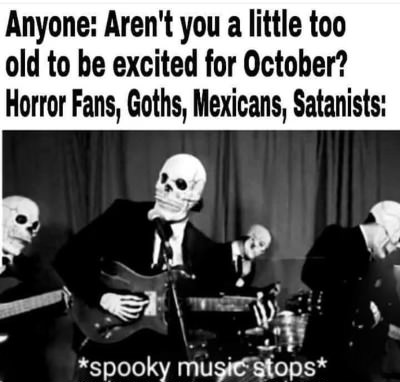 Anyone: Aren't you a little too
old to be excited for October?
Horror Fans, Goths, Mexicans, Satanists:
*spooky music stops*